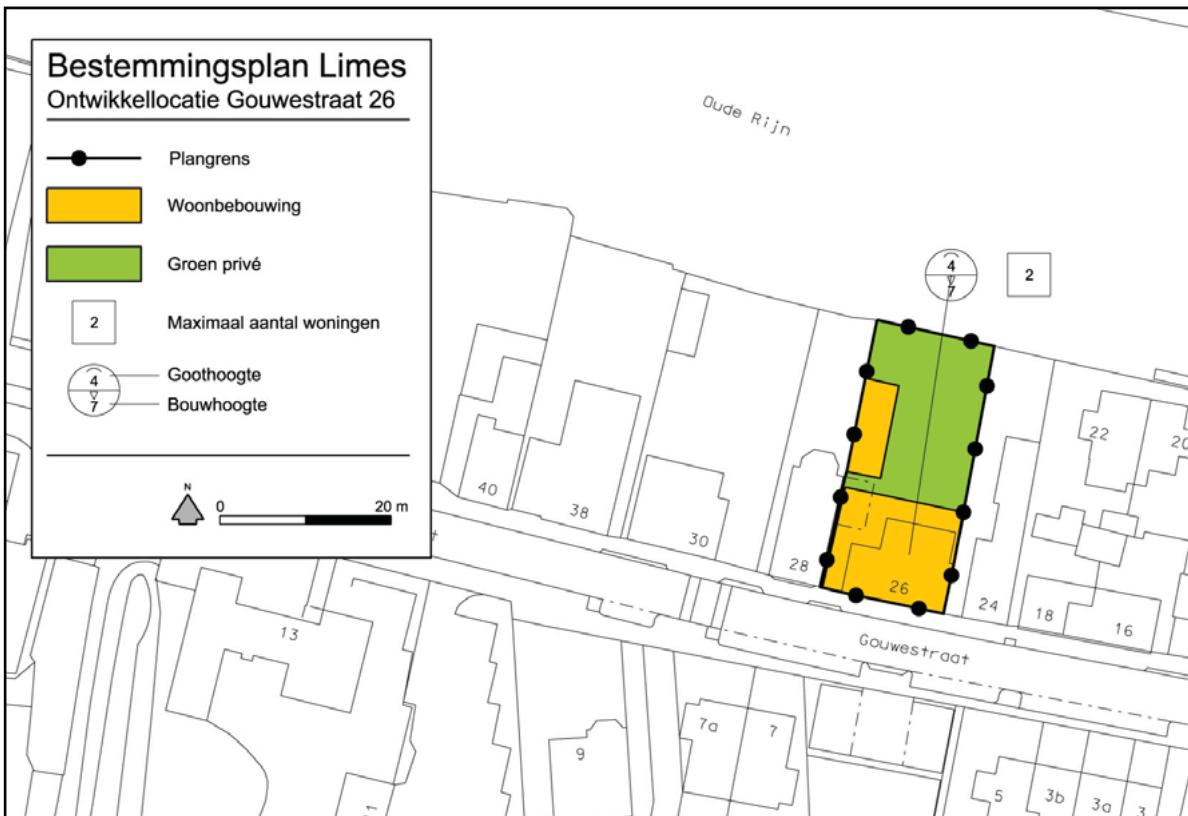 Bestemmingsplan Limes
Ontwikkellocatie Gouwestraat 26
Plangrens
Woonbebouwing
Groen privé
2
Maximaal aantal woningen
4
Goothoogte
7
Bouwhoogte
N
0
20 m
Oude Rijn
4
7
2
22
20
40
38
30
28
26
24
18
16
Gouwestraat
13
9
7a
7
5
3b
3a
3